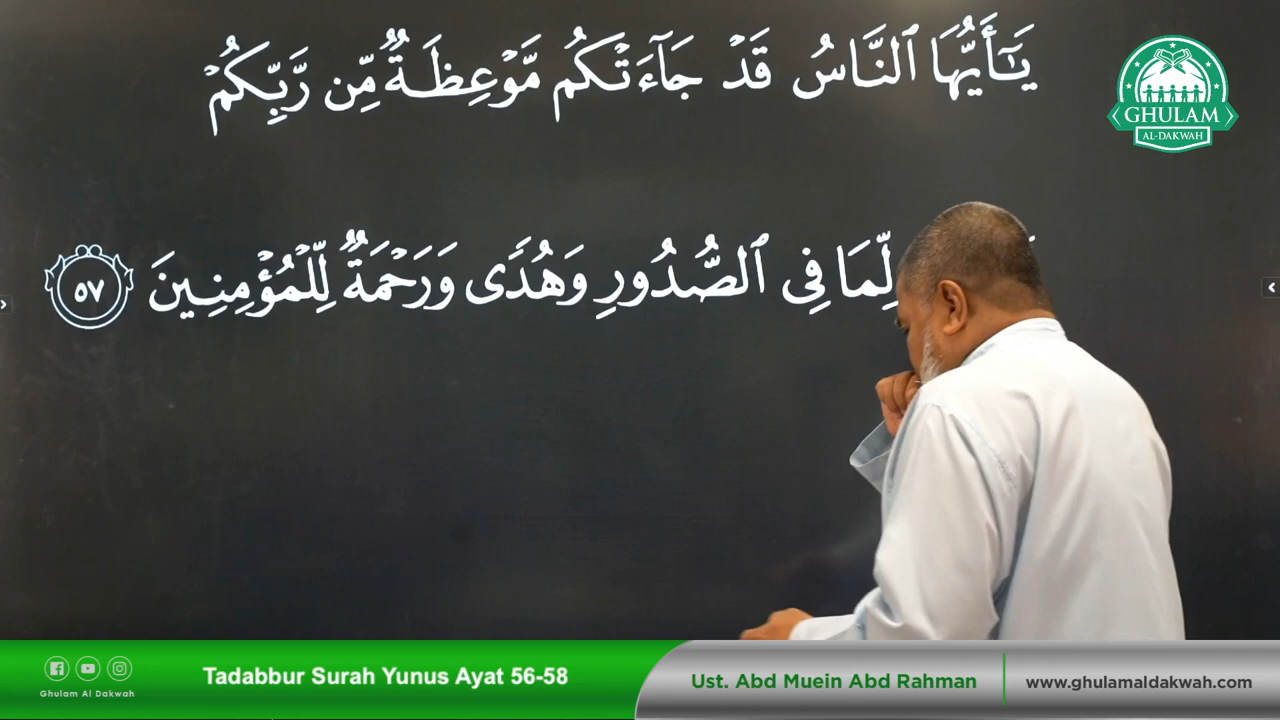 يَـٰٓأَيُّهَا ٱلنَّاسُ قَدْ جَآءَتْكُم مَّوْعِظَةٌ مِّن رَّبِّكُمْ
لِّمَا فِى ٱلصُّدُورِ وَهُدًى وَرَحْمَةٌ لِّلْمُؤْمِنِينَ ٥٧
GHULAM
AL-DAKWAH
Ghulam Al Dakwah
Tadabbur Surah Yunus Ayat 56-58
Ust. Abd Muein Abd Rahman
www.ghulamaldakwah.com